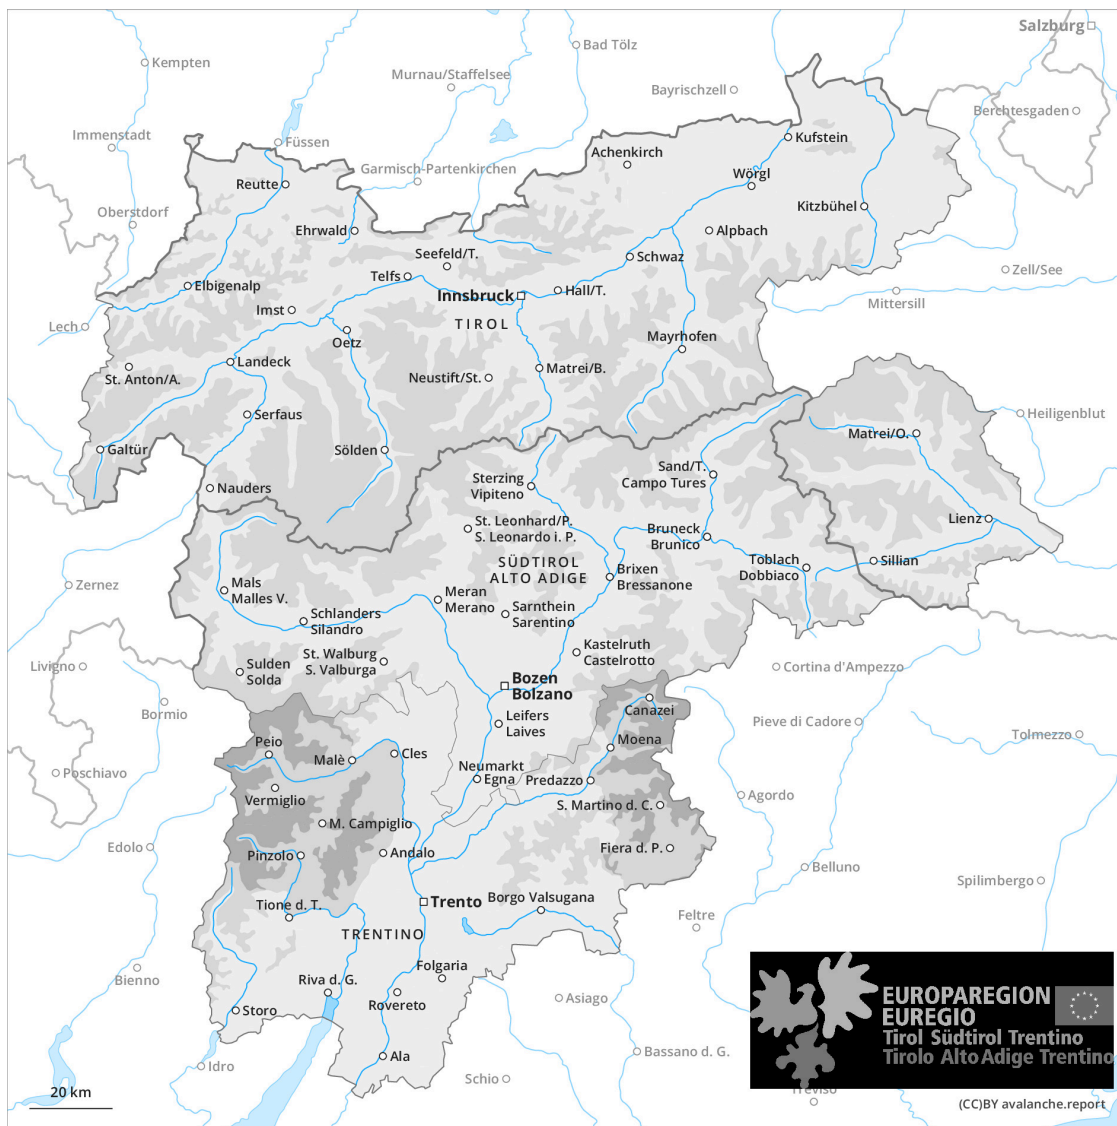 Salzburg
Bad Tölz
Kempten
Murnau/Staffelsee
Bayrischzell
Berchtesgaden
Immenstadt
Füssen
Kufstein
Achenkirch
Garmisch-Partenkirchen
Wörgl
Reutte
Kitzbühel
Oberstdorf
Ehrwald
Alpbach
Seefeld/T.
Schwaz
Telfs
Zell/See
Elbigenalp
Innsbruck
Hall/T.
Mittersill
Imst
TIROL
Lech
Oetz
Mayrhofen
Landeck
Matrei/B.
St. Anton/A.
Neustift/St.
Serfaus
Heiligenblut
Matrei/O.
Galtür
Sölden
Sand/T.
Campo Tures
Sterzing
Vipiteno
Nauders
Lienz
St. Leonhard/P.
S. Leonardo i. P.
Bruneck
Brunico
SÜDTIROL
ALTO ADIGE
Toblach
Dobbiaco
Sillian
Brixen
Bressanone
Zernez
Mals
Malles V.
Meran
Merano
Schlanders
Silandro
Sarnthein
Sarentino
Kastelruth
Castelrotto
St. Walburg
S. Valburga
Livigno
Sulden
Solda
Cortina d'Ampezzo
Bozen
Bolzano
Bormio
Canazei
Leifers
Laives
Pieve di Cadore
Tolmezzo
Peio
Moena
Malè
Cles
Poschiavo
Neumarkt
Egna
Predazzo
Vermiglio
Agordo
S. Martino d. C.
M. Campiglio
Edolo
Pinzolo
Andalo
Fiera d. P.
Belluno
Spilimbergo
Trento
Borgo Valsugana
Tione d. T.
Feltre
TRENTINO
Bienno
Folgaria
Riva d. G.
Rovereto
Asiago
Storo
EUROPAREGION
EUREGIO
Tirol Südtirol Trentino
Tirolo Alto Adige Trentino
Ala
Bassano d. G.
Idro
Schio
Treviso
20 km
(CC)BY avalanche.report